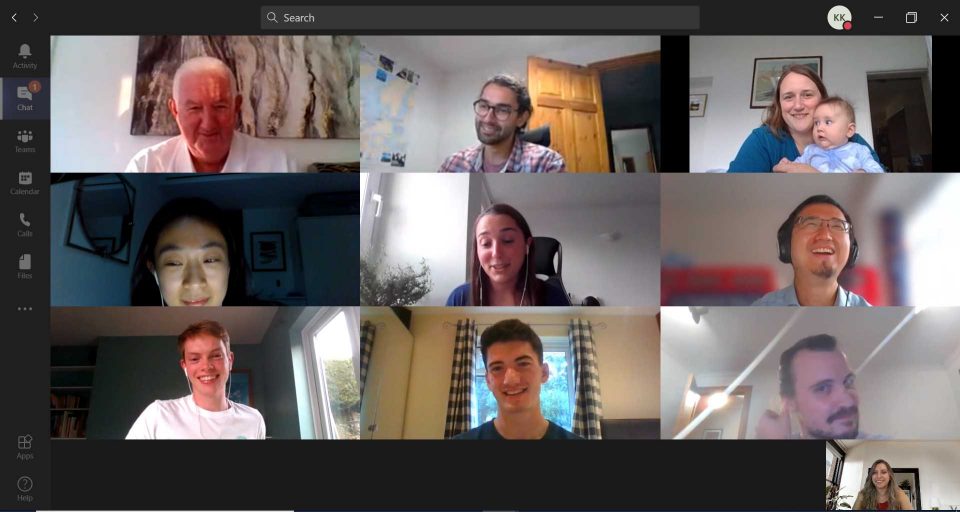 Search
KK
Activity
1
Chat
Teams
Calendar
Calls
Files
Apps
Help